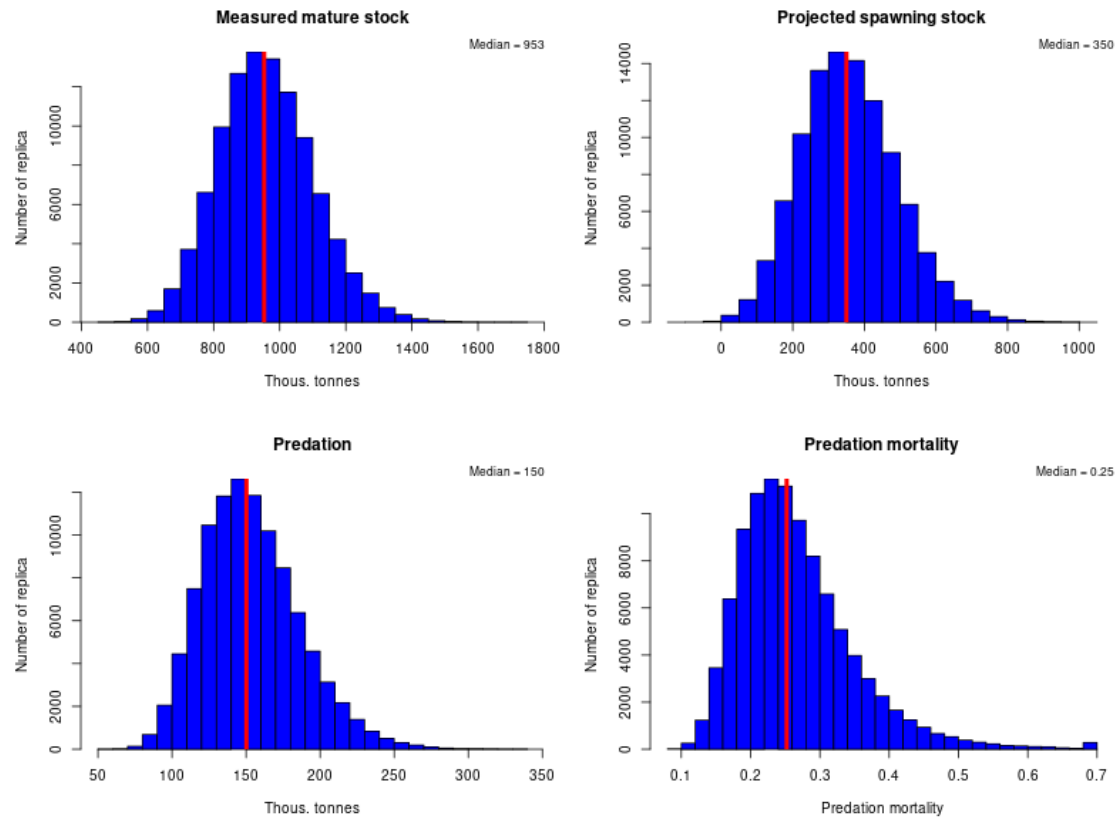 Measured mature stock
Median = 953
Number of replica
0
2000
6000
10000
400 600 800 1000 1200 1400 1600 1800
Thous. tonnes
Projected spawning stock
Median = 350
Number of replica
0
2000
6000
10000
14000
0 200 400 600 800 1000
Thous. tonnes
Predation
Median = 150
Number of replica
0
2000
6000
10000
50 100 150 200 250 300 350
Thous. tonnes
Predation mortality
Median = 0.25
Number of replica
0
2000
4000
6000
8000
0.1 0.2 0.3 0.4 0.5 0.6 0.7
Predation mortality